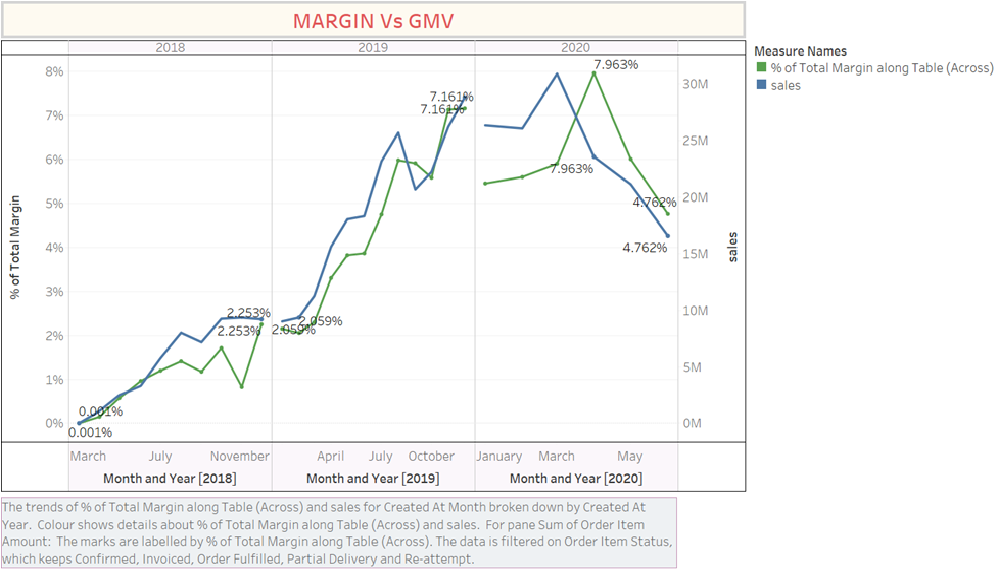 MARGIN Vs GMV
2018 2019 2020
Measure Names
% of Total Margin along Table (Across)
sales
8%
7%
6%
5%
4%
3%
2%
1%
0%
% of Total Margin
30M
25M
20M
15M
10M
5M
0M
sales
7.963%
7.161%
7.161%
7.963%
4.762%
4.762%
2.253%
2.059%
2.253%
2.059%
0.001%
0.001%
March July November April July October January March May
Month and Year [2018] Month and Year [2019] Month and Year [2020]
The trends of % of Total Margin along Table (Across) and sales for Created At Month broken down by Created At
Year. Colour shows details about % of Total Margin along Table (Across) and sales. For pane Sum of Order Item
Amount: The marks are labelled by % of Total Margin along Table (Across). The data is filtered on Order Item Status,
which keeps Confirmed, Invoiced, Order Fulfilled, Partial Delivery and Re-attempt.